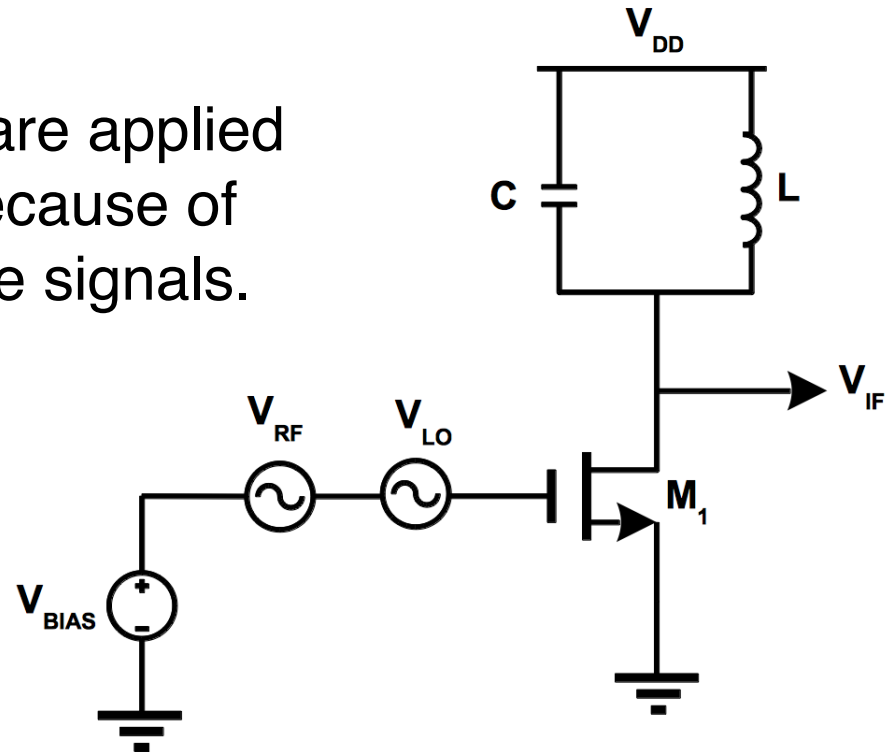 are applied
ecause of
e signals.
V_DD
C
L
V_IF
V_RF
V_LO
M_1
V_BIAS
+
-